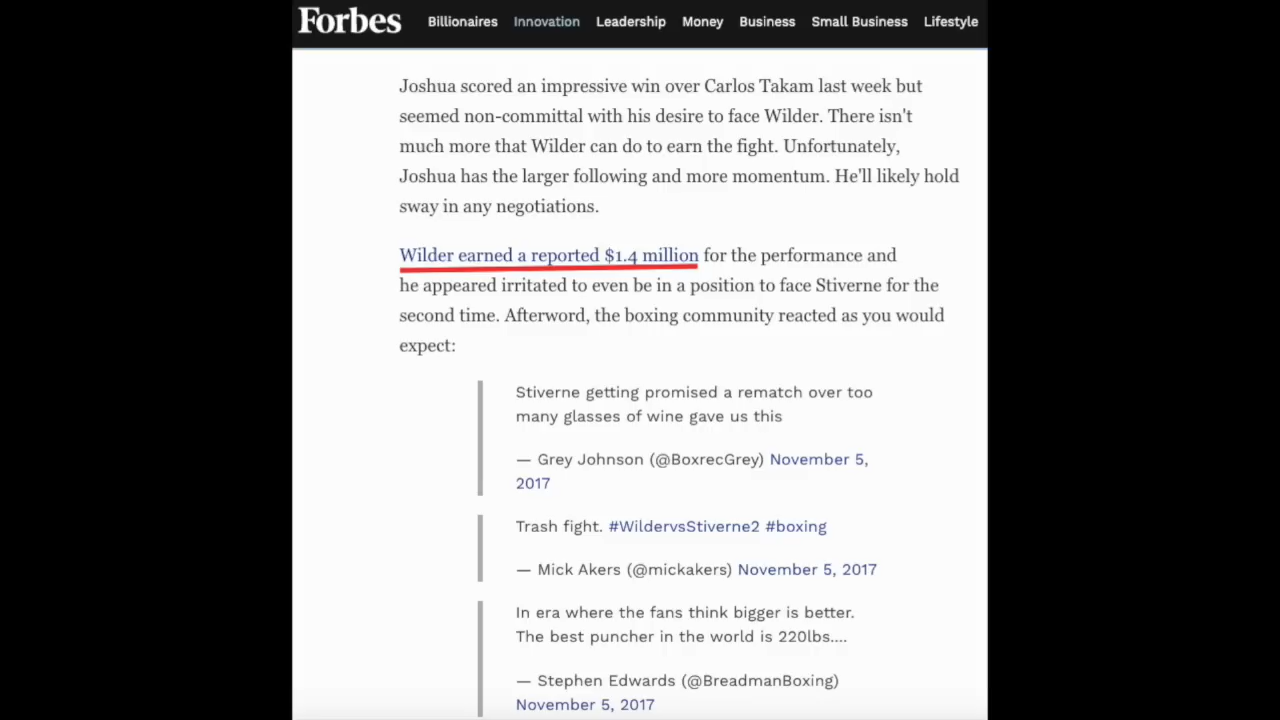 Forbes Billionaires Innovation Leadership Money Business Small Business Lifestyle
Joshua scored an impressive win over Carlos Takam last week but
seemed non-committal with his desire to face Wilder. There isn't
much more that Wilder can do to earn the fight. Unfortunately,
Joshua has the larger following and more momentum. He'll likely hold
sway in any negotiations.
Wilder earned a reported $1.4 million for the performance and
he appeared irritated to even be in a position to face Stiverne for the
second time. Afterword, the boxing community reacted as you would
expect:
Stiverne getting promised a rematch over too
many glasses of wine gave us this
— Grey Johnson (@BoxrecGrey) November 5,
2017
Trash fight. #WildervsStiverne2 #boxing
— Mick Akers (@mickakers) November 5, 2017
In era where the fans think bigger is better.
The best puncher in the world is 220lbs....
— Stephen Edwards (@BreadmanBoxing)
November 5, 2017